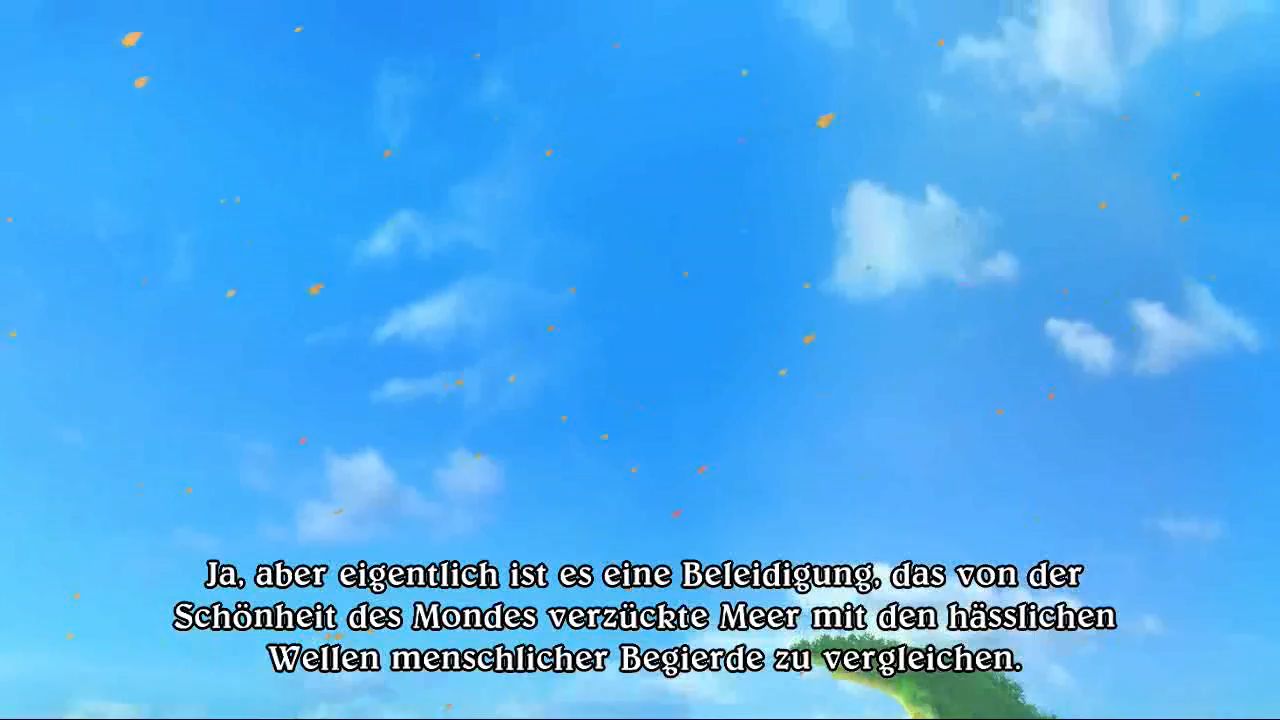 Ja, aber eigentlich ist es eine Beleidigung, das von der
Schönheit des Mondes verzückte Meer mit den hässlichen
Wellen menschlicher Begierde zu vergleichen.